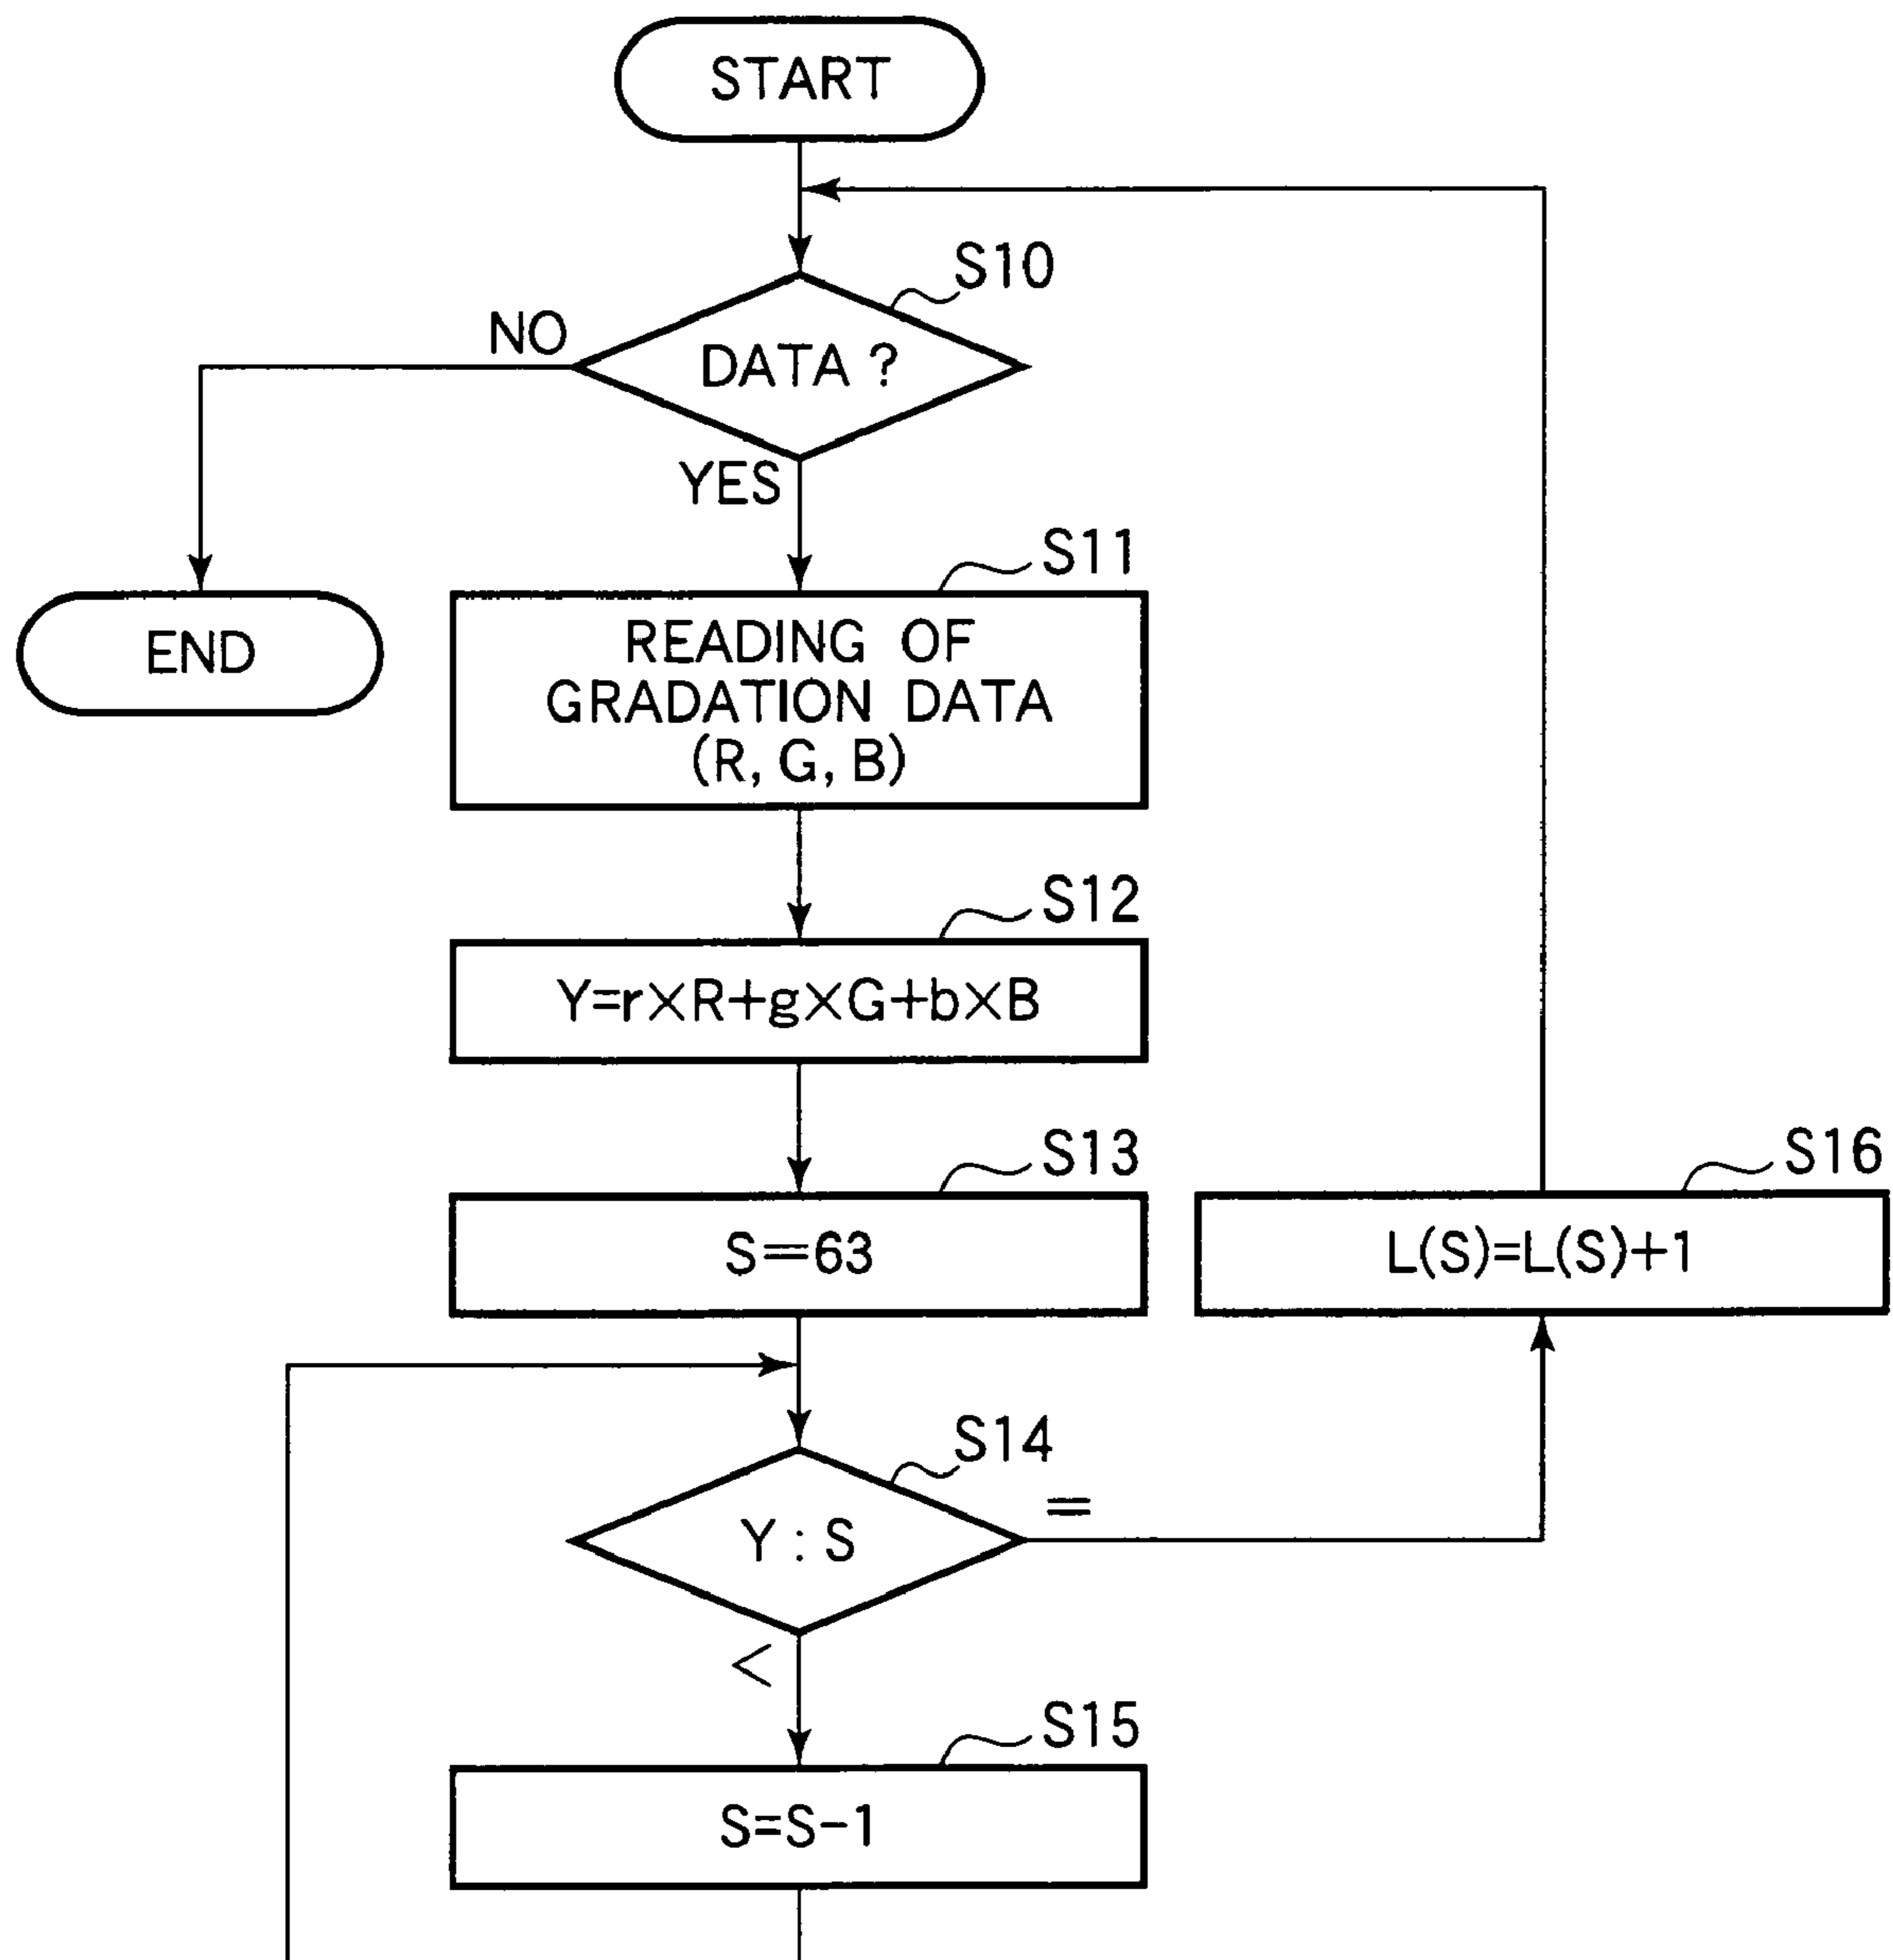 START
S10
NO
DATA ?
YES
S11
READING OF
GRADATION DATA
(R, G, B)
END
S12
Y=r×R+g×G+b×B
S13
S=63
S16
L(S)=L(S)+1
S14
=
Y : S
<
S15
S=S-1